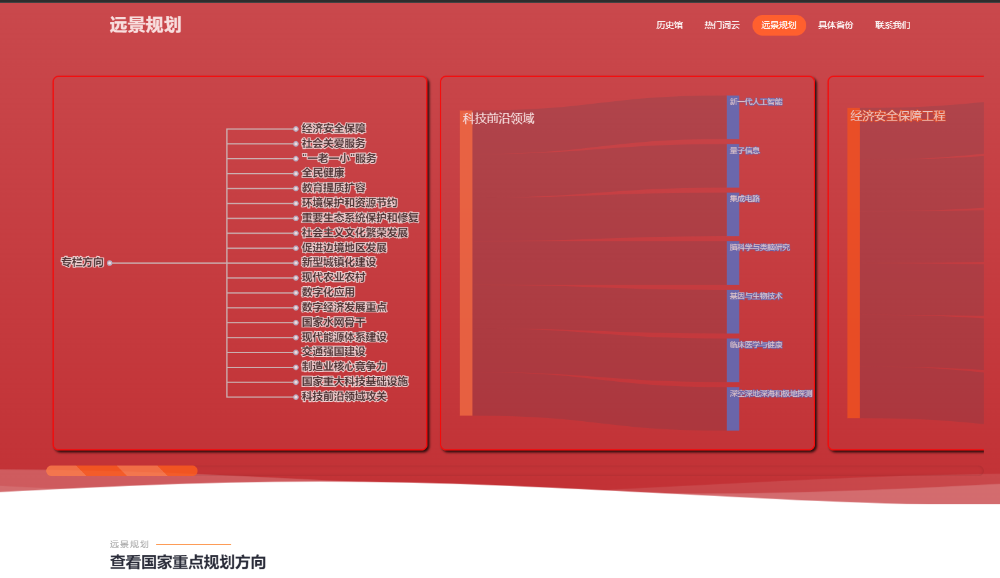 远景规划
历史馆 热门词云 远景规划 具体省份 联系我们
专栏方向
经济安全保障
社会关爱服务
"一老一小"服务
全民健康
教育提质扩容
环境保护和资源节约
重要生态系统保护和修复
社会主义文化繁荣发展
促进边境地区发展
新型城镇化建设
现代农业农村
数字化应用
数字经济发展重点
国家水网骨干
现代能源体系建设
交通强国建设
制造业核心竞争力
国家重大科技基础设施
科技前沿领域攻关
科技前沿领域
新一代人工智能
量子信息
集成电路
脑科学与类脑研究
基因与生物技术
临床医学与健康
深空深地深海和极地探测
经济安全保障工程
远景规划
查看国家重点规划方向